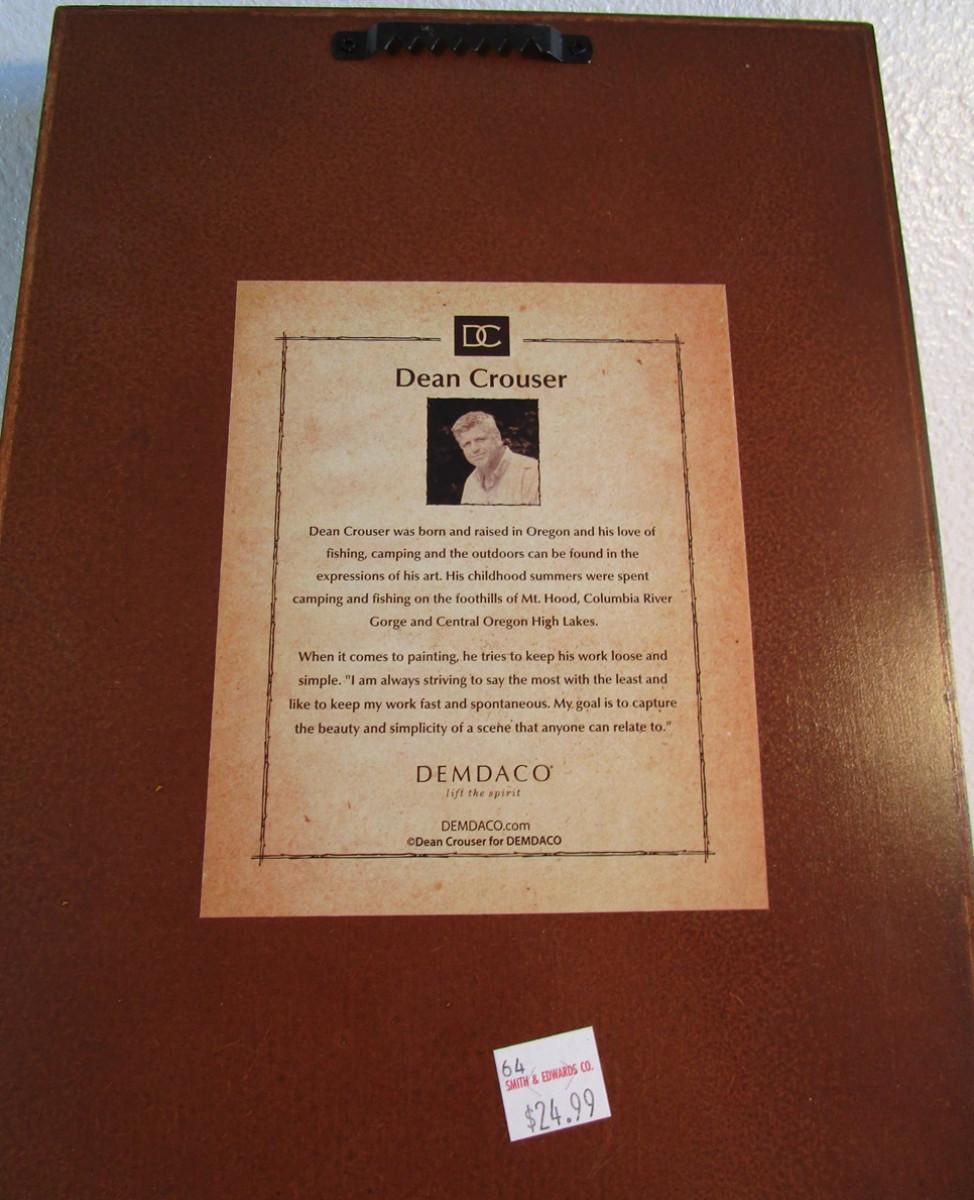 DC
Dean Crouser
Dean Crouser was born and raised in Oregon and his love of
fishing, camping and the outdoors can be found in the
expressions of his art. His childhood summers were spent
camping and fishing on the foothills of Mt. Hood, Columbia River
Gorge and Central Oregon High Lakes.
When it comes to painting, he tries to keep his work loose and
simple. "I am always striving to say the most with the least and
like to keep my work fast and spontaneous. My goal is to capture
the beauty and simplicity of a scene that anyone can relate to."
DEMDACO®
lift the spirit
DEMDACO.com
©Dean Crouser for DEMDACO
64
SMITH & EDWARDS CO.
$24.99